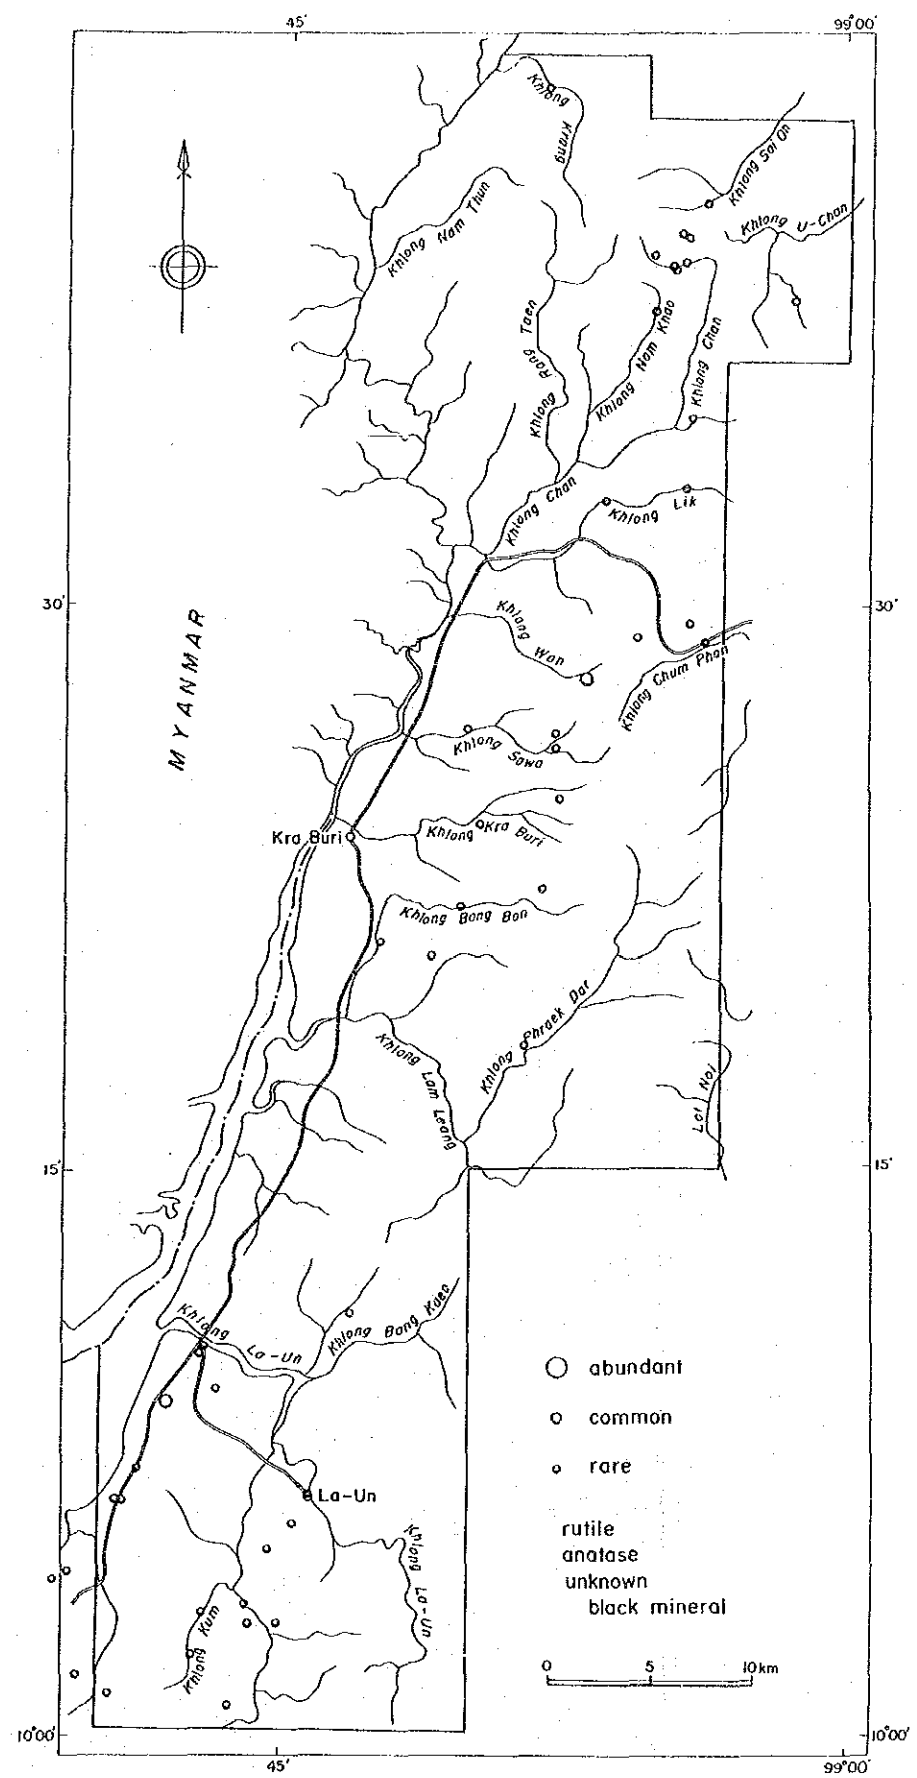 45'
99°00'
Khlong
Krang
Khlong Sai On
Khlong U-Chan
Khlong Nam Thun
Khlong Rang Taen
Khlong Nam Khao
Khlong Chan
Khlong Chan
Khlong Lik
30'
30'
Khlong Wan
Khlong Chum Phon
MYANMAR
Khlong Sawa
Kra Buri
Khlong Kra Buri
Khlong Bang Bon
Khlong Phraek Dar
Khlong Lam Leang
Lat Noi
15'
15'
Khlong La-Un
Khlong Bang Kaeo
abundant
common
rare
La-Un
rutile
anatase
unknown
black mineral
Khlong La-Un
Khlong Kum
0 5 10km
10°00'
10°00'
45'
99°00'